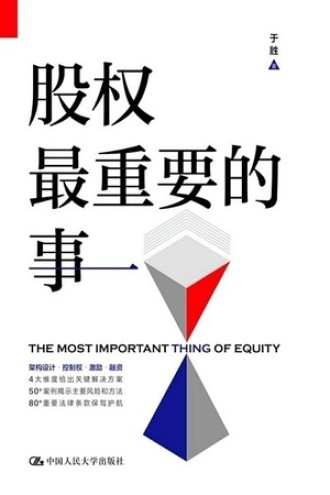 于胜
著
股权
最重要的
事
THE MOST IMPORTANT THING OF EQUITY
架构设计·控制权·激励·融资
4大维度给出关键解决方案
50+案例揭示主要风险和方法
80+重要法律条款保驾护航
中国人民大学出版社